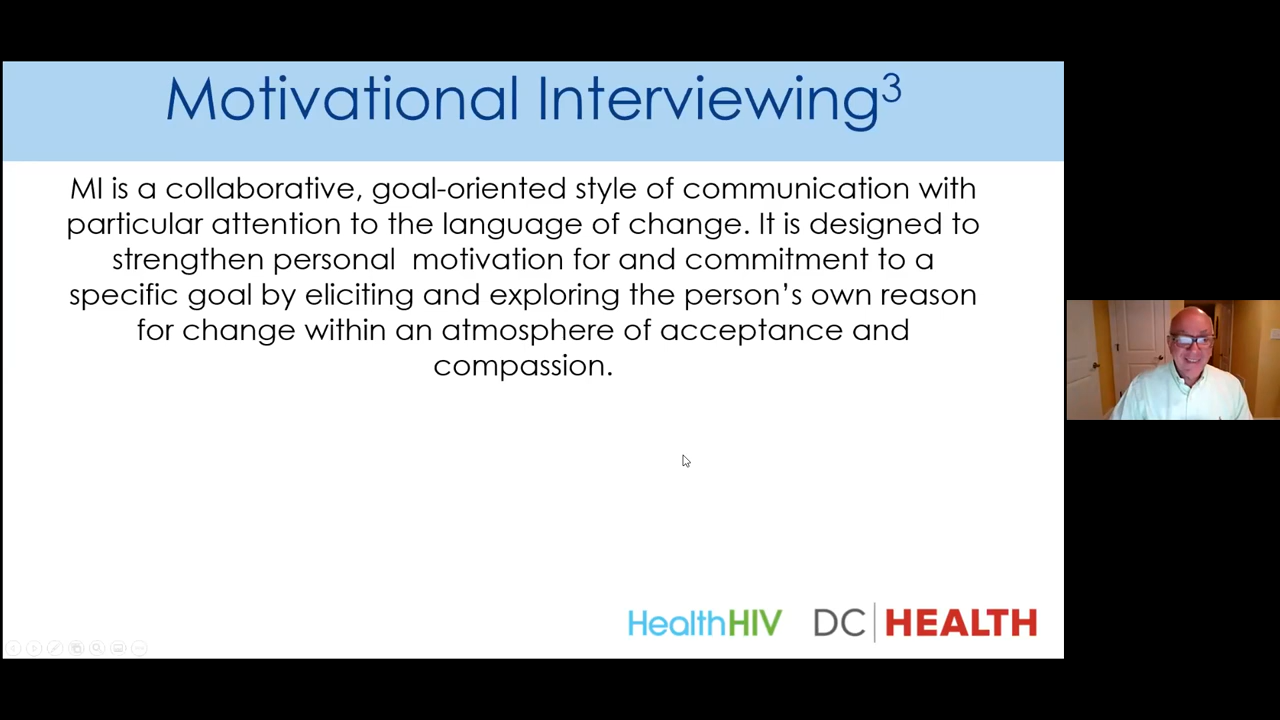 Motivational Interviewing³
MI is a collaborative, goal-oriented style of communication with
particular attention to the language of change. It is designed to
strengthen personal  motivation for and commitment to a
specific goal by eliciting and exploring the person’s own reason
for change within an atmosphere of acceptance and
compassion.
HealthHIV DC HEALTH